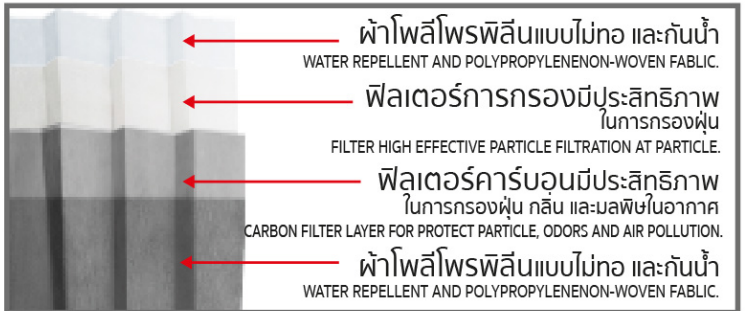 ผ้าโพลีโพรพิลีนแบบไม่ทอ และกันน้ำ
WATER REPELLENT AND POLYPROPYLENENON-WOVEN FABLIC.
ฟิลเตอร์การกรองมีประสิทธิภาพ
ในการกรองฝุ่น
FILTER HIGH EFFECTIVE PARTICLE FILTRATION AT PARTICLE.
ฟิลเตอร์คาร์บอนมีประสิทธิภาพ
ในการกรองฝุ่น กลิ่น และมลพิษในอากาศ
CARBON FILTER LAYER FOR PROTECT PARTICLE, ODORS AND AIR POLLUTION.
ผ้าโพลีโพรพิลีนแบบไม่ทอ และกันน้ำ
WATER REPELLENT AND POLYPROPYLENENON-WOVEN FABLIC.